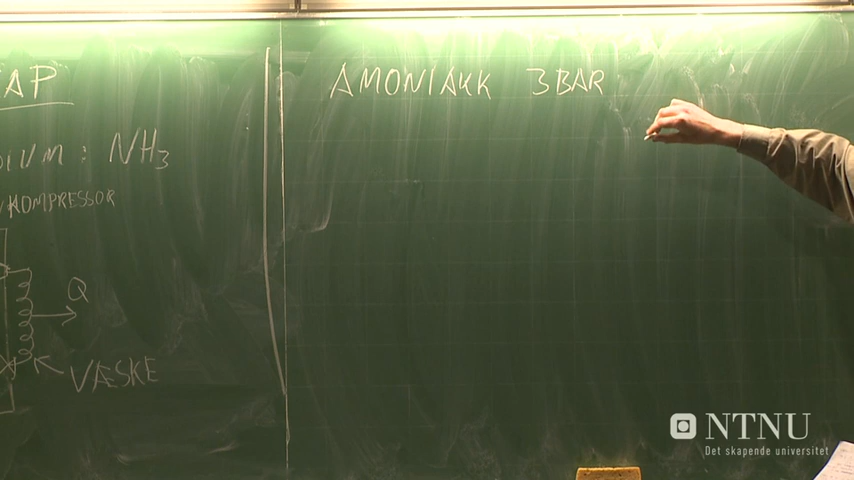 AP
DIUM : NH3
KOMPRESSOR
Q
VÆSKE
AMONIAKK 3BAR
NTNU
Det skapende universitet